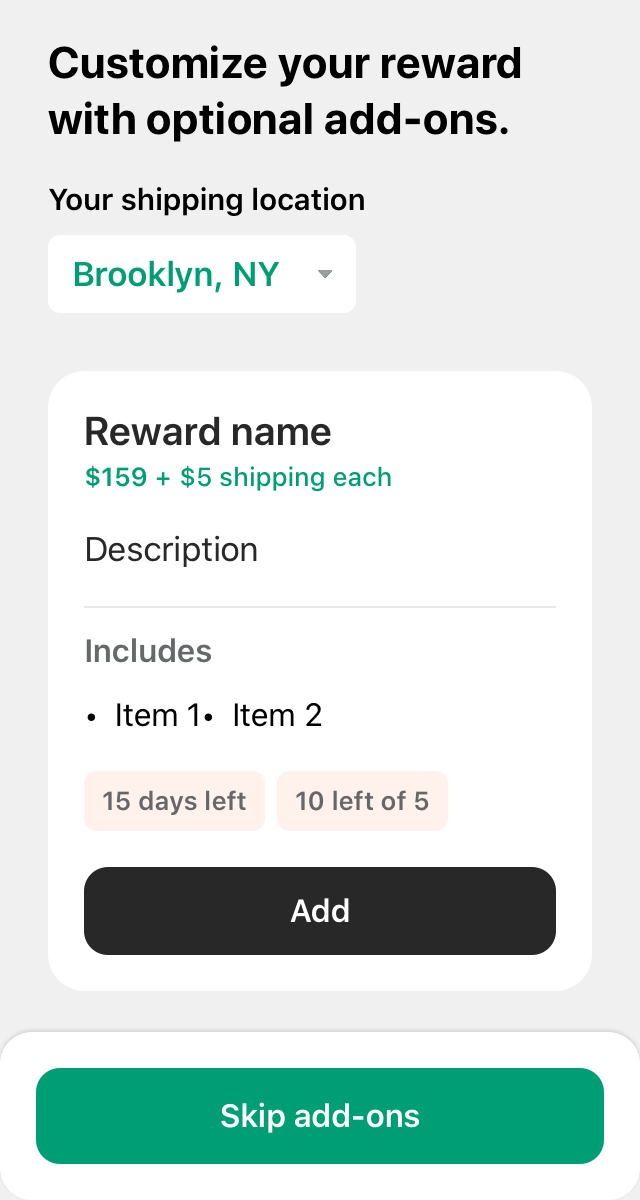 Customize your reward
with optional add-ons.
Your shipping location
Brooklyn, NY
Reward name
$159 + $5 shipping each
Description
Includes
• Item 1• Item 2
15 days left 10 left of 5
Add
Skip add-ons